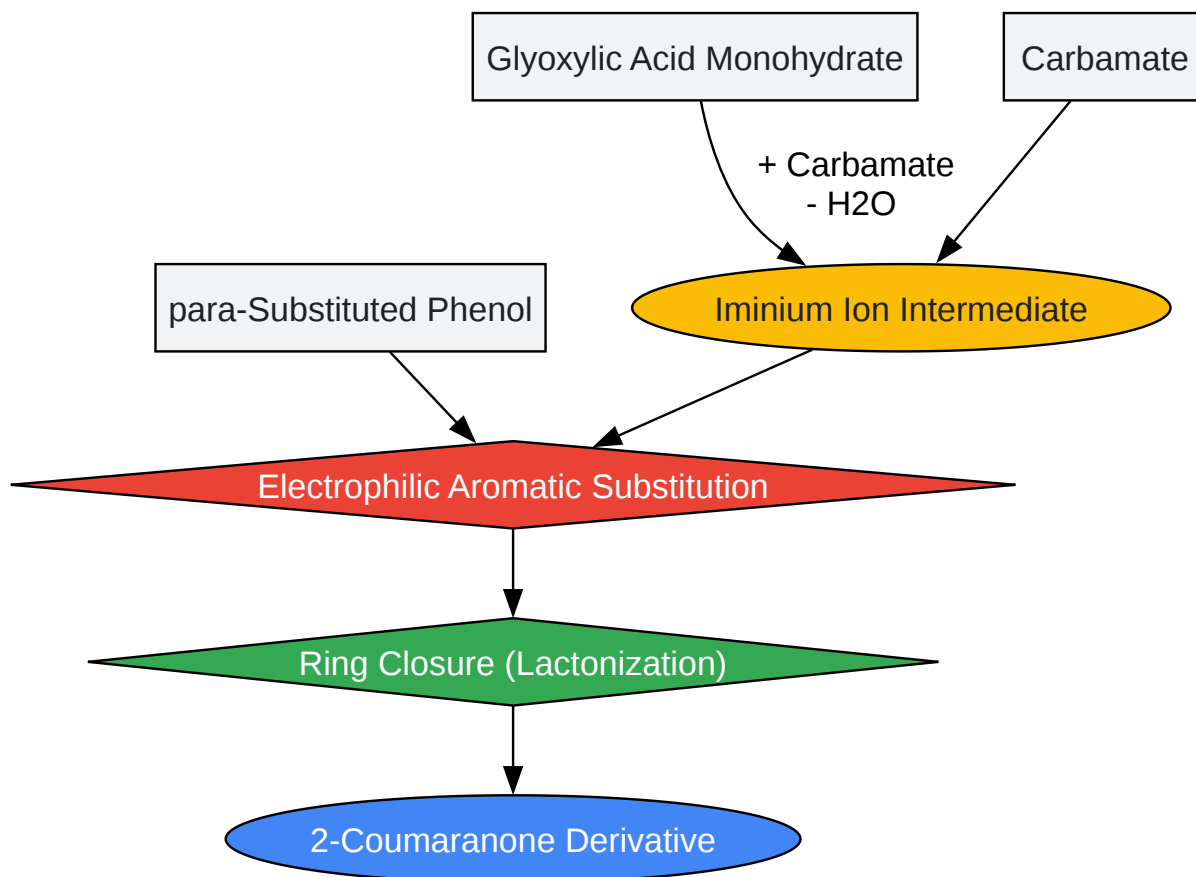 Glyoxylic Acid Monohydrate
Carbamate
+ Carbamate
- H2O
para-Substituted Phenol
Iminium Ion Intermediate
Electrophilic Aromatic Substitution
Ring Closure (Lactonization)
2-Coumaranone Derivative